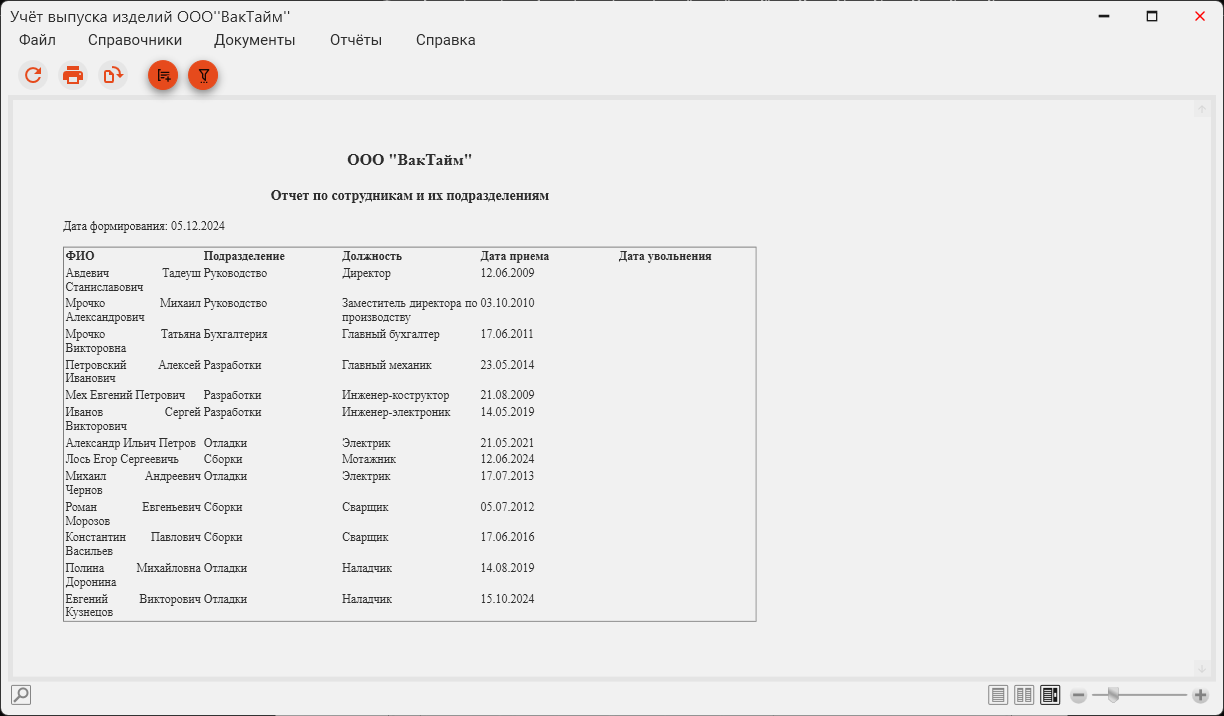 Учёт выпуска изделий ООО''ВакТайм''
Файл Справочники Документы Отчёты Справка
ООО "ВакТайм"
Отчет по сотрудникам и их подразделениям
Дата формирования: 05.12.2024
ФИО Подразделение Должность Дата приема Дата увольнения
Авдевич Тадеуш Руководство Директор 12.06.2009
Станиславович
Мрочко Михаил Руководство Заместитель директора по 03.10.2010
Александрович производству
Мрочко Татьяна Бухгалтерия Главный бухгалтер 17.06.2011
Викторовна
Петровский Алексей Разработки Главный механик 23.05.2014
Иванович
Мех Евгений Петрович Разработки Инженер-коструктор 21.08.2009
Иванов Сергей Разработки Инженер-электроник 14.05.2019
Викторович
Александр Ильич Петров Отладки Электрик 21.05.2021
Лось Егор Сергеевичь Сборки Мотажник 12.06.2024
Михаил Андреевич Отладки Электрик 17.07.2013
Чернов
Роман Евгеньевич Сборки Сварщик 05.07.2012
Морозов
Константин Павлович Сборки Сварщик 17.06.2016
Васильев
Полина Михайловна Отладки Наладчик 14.08.2019
Доронина
Евгений Викторович Отладки Наладчик 15.10.2024
Кузнецов